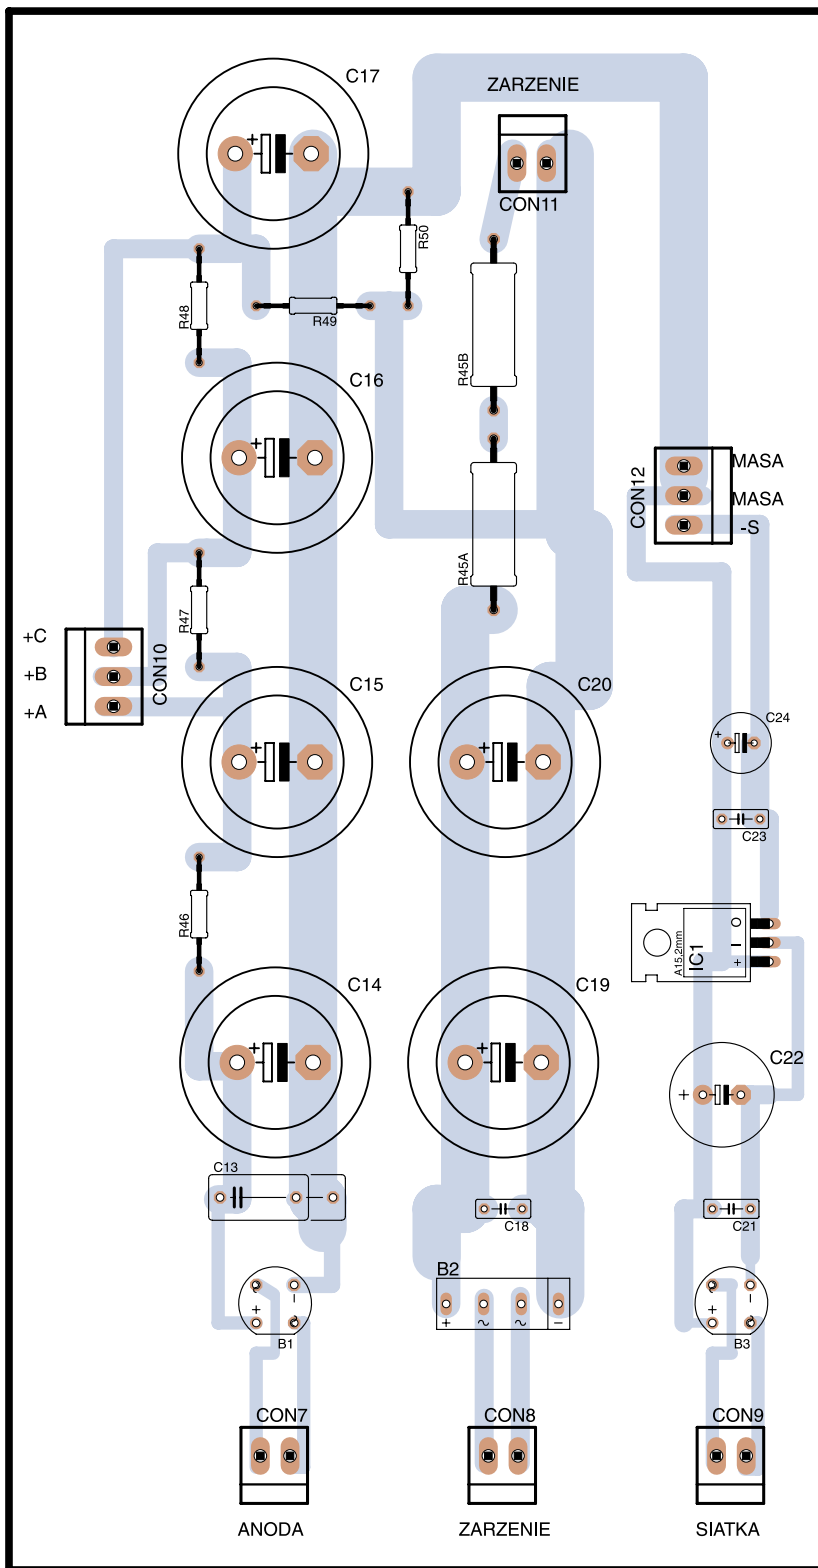 C17
ZARZENIE
+
CON11
R50
R48
R49
C16
R45B
+
MASA
CON12
MASA
-S
R45A
R47
+C
+B
CON10
+A
C15
C20
+
+
C24
+
C23
R46
A15,2mm
IC1
O
I
+
C14
C19
+
+
C22
+
C13
C18
C21
B2
~
−
+
~
B1
+
~
~
−
~
−
+
~
B3
CON7
CON8
CON9
ANODA
ZARZENIE
SIATKA